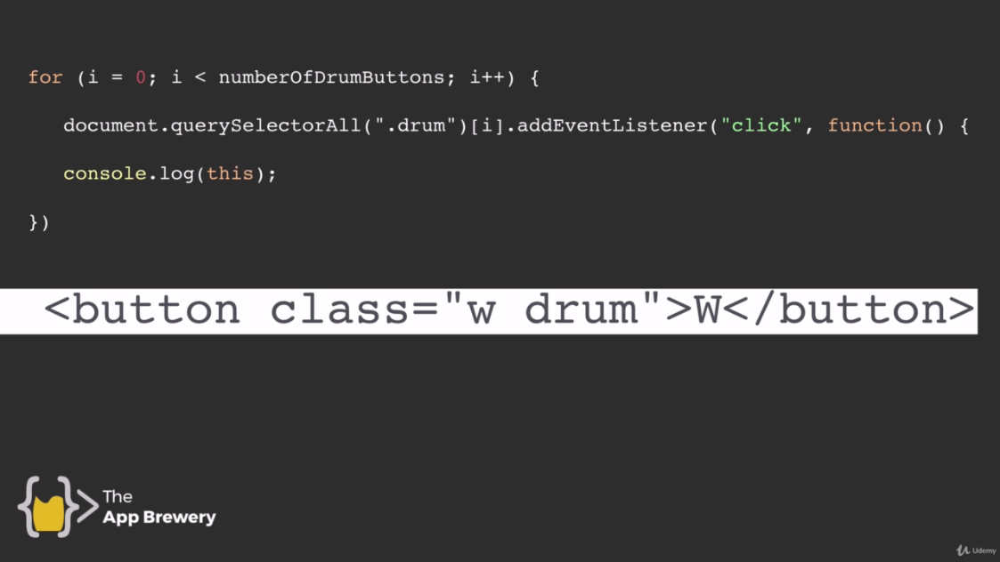 for (i = 0; i < numberOfDrumButtons; i++) {
document.querySelectorAll(".drum")[i].addEventListener("click", function() {
console.log(this);
})
<button class="w drum">W</button>
The
App Brewery
Udemy